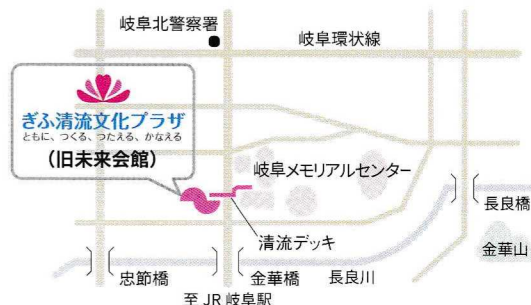 岐阜北警察署
岐阜環状線
ぎふ清流文化プラザ
ともに、つくる、つたえる、かなえる
(旧未来会館)
岐阜メモリアルセンター
長良橋
清流デッキ
金華山
忠節橋
金華橋
長良川
至 JR 岐阜駅